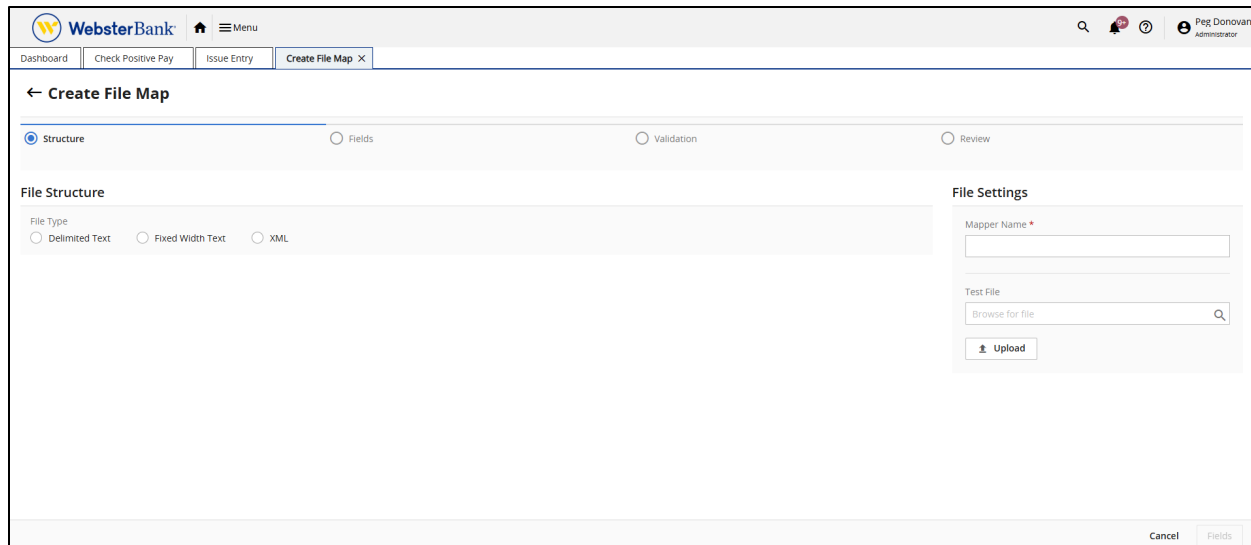 WebsterBank
Menu
9+
Peg Donovan
Administrator
Dashboard
Check Positive Pay
Issue Entry
Create File Map
Create File Map
Structure
Fields
Validation
Review
File Structure
File Settings
File Type
Delimited Text
Fixed Width Text
XML
Mapper Name *
Test File
Browse for file
Upload
Cancel
Fields